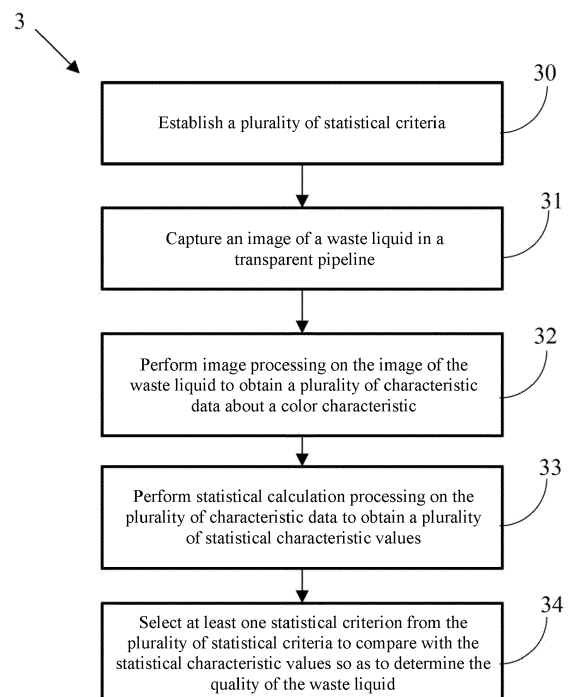 3
30
Establish a plurality of statistical criteria
31
Capture an image of a waste liquid in a
transparent pipeline
32
Perform image processing on the image of the
waste liquid to obtain a plurality of characteristic
data about a color characteristic
33
Perform statistical calculation processing on the
plurality of characteristic data to obtain a plurality
of statistical characteristic values
34
Select at least one statistical criterion from the
plurality of statistical criteria to compare with the
statistical characteristic values so as to determine the
quality of the waste liquid